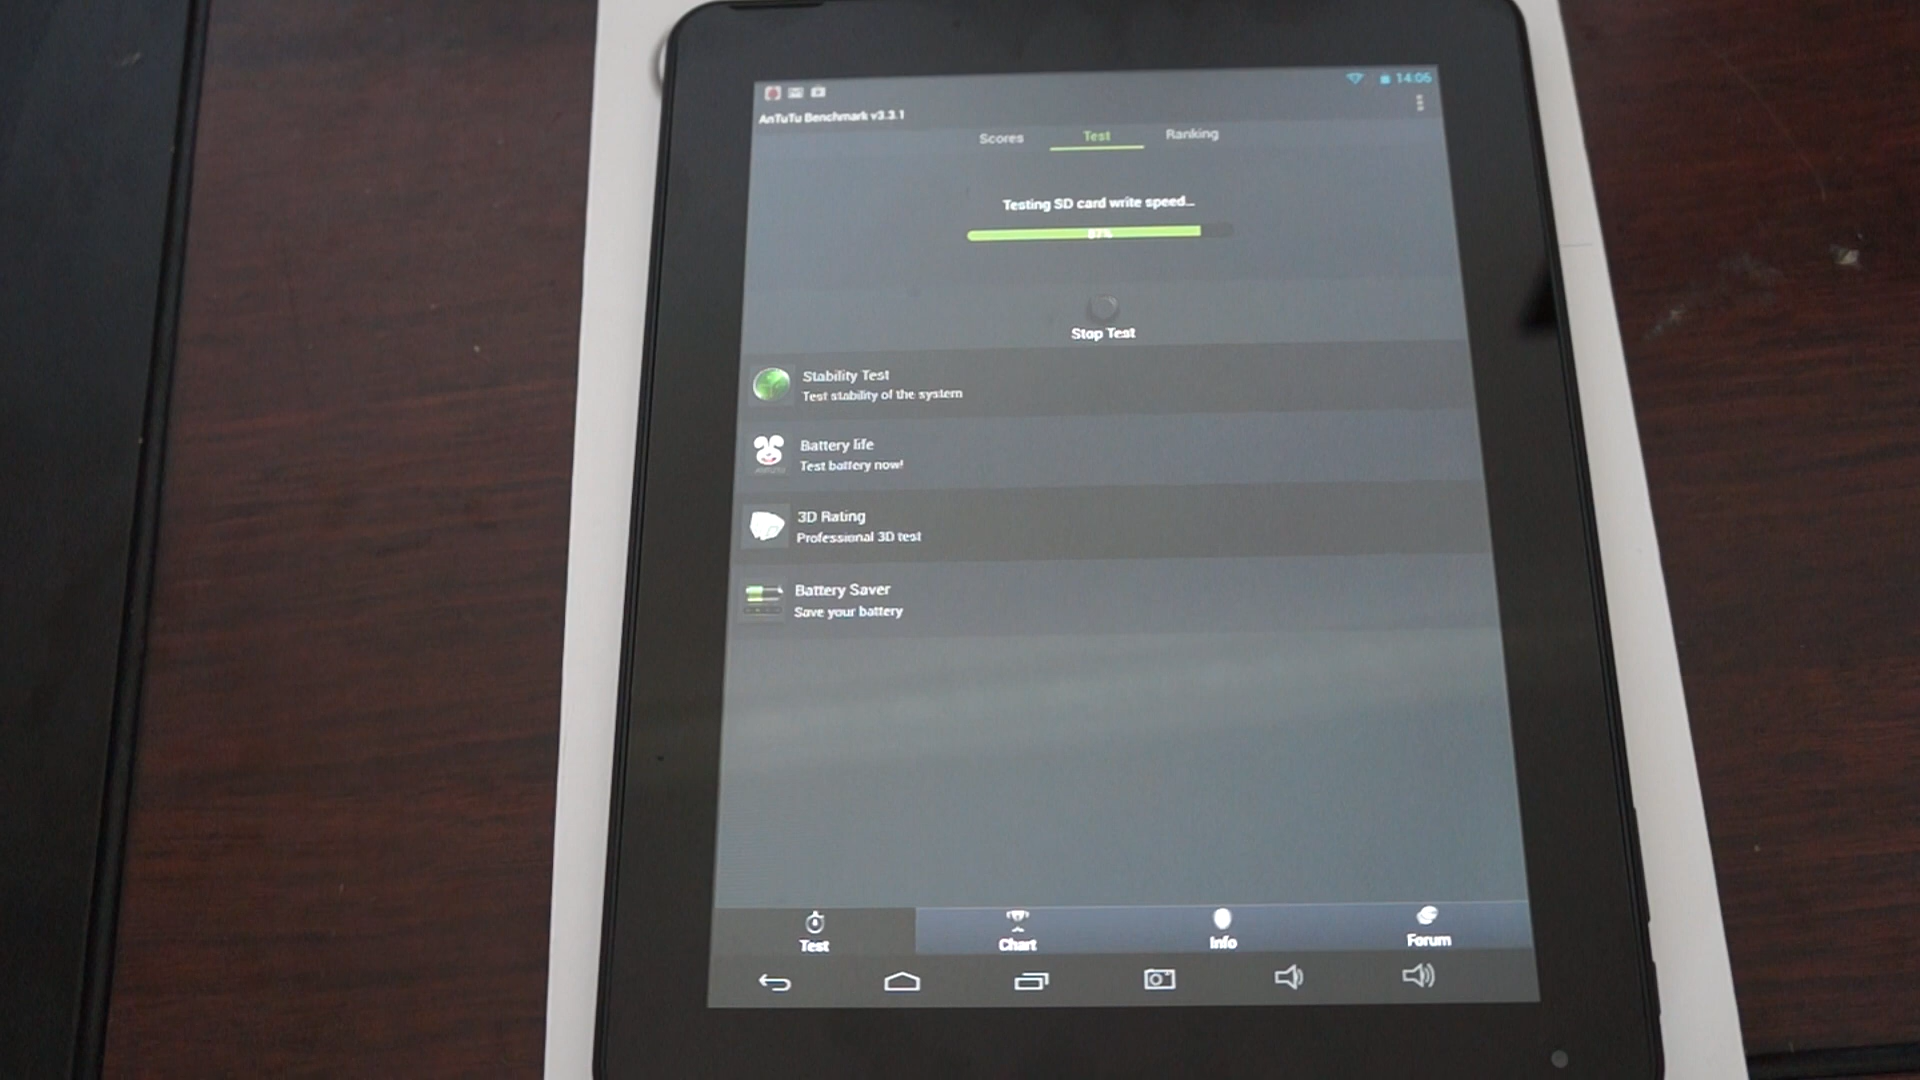 14:06
AnTuTu Benchmark v3.3.1
Scores Test Ranking
Testing SD card write speed...
87%
Stop Test
Stability Test
Test stability of the system
Battery life
Test battery now!
3D Rating
Professional 3D test
Battery Saver
Save your battery
Test Chart Info Forum